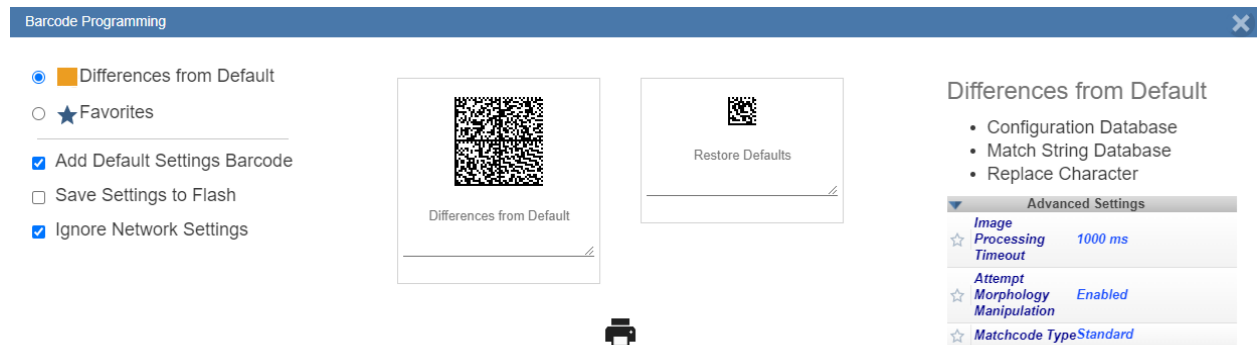 Barcode Programming
Differences from Default
Favorites
Add Default Settings Barcode
Save Settings to Flash
Ignore Network Settings
Differences from Default
Restore Defaults
Differences from Default
• Configuration Database
• Match String Database
• Replace Character
Advanced Settings
Image
Processing 1000 ms
Timeout
Attempt
Morphology Enabled
Manipulation
Matchcode Type Standard